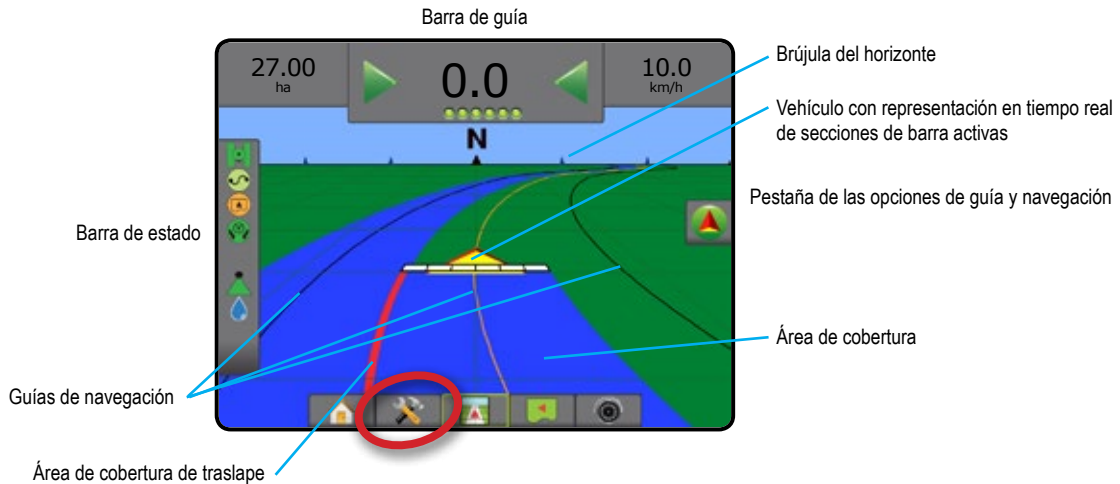 Barra de guía
27.00
ha
0.0
10.0
km/h
N
Brújula del horizonte
Vehículo con representación en tiempo real
de secciones de barra activas
Pestaña de las opciones de guía y navegación
Barra de estado
Área de cobertura
Guías de navegación
Área de cobertura de traslape